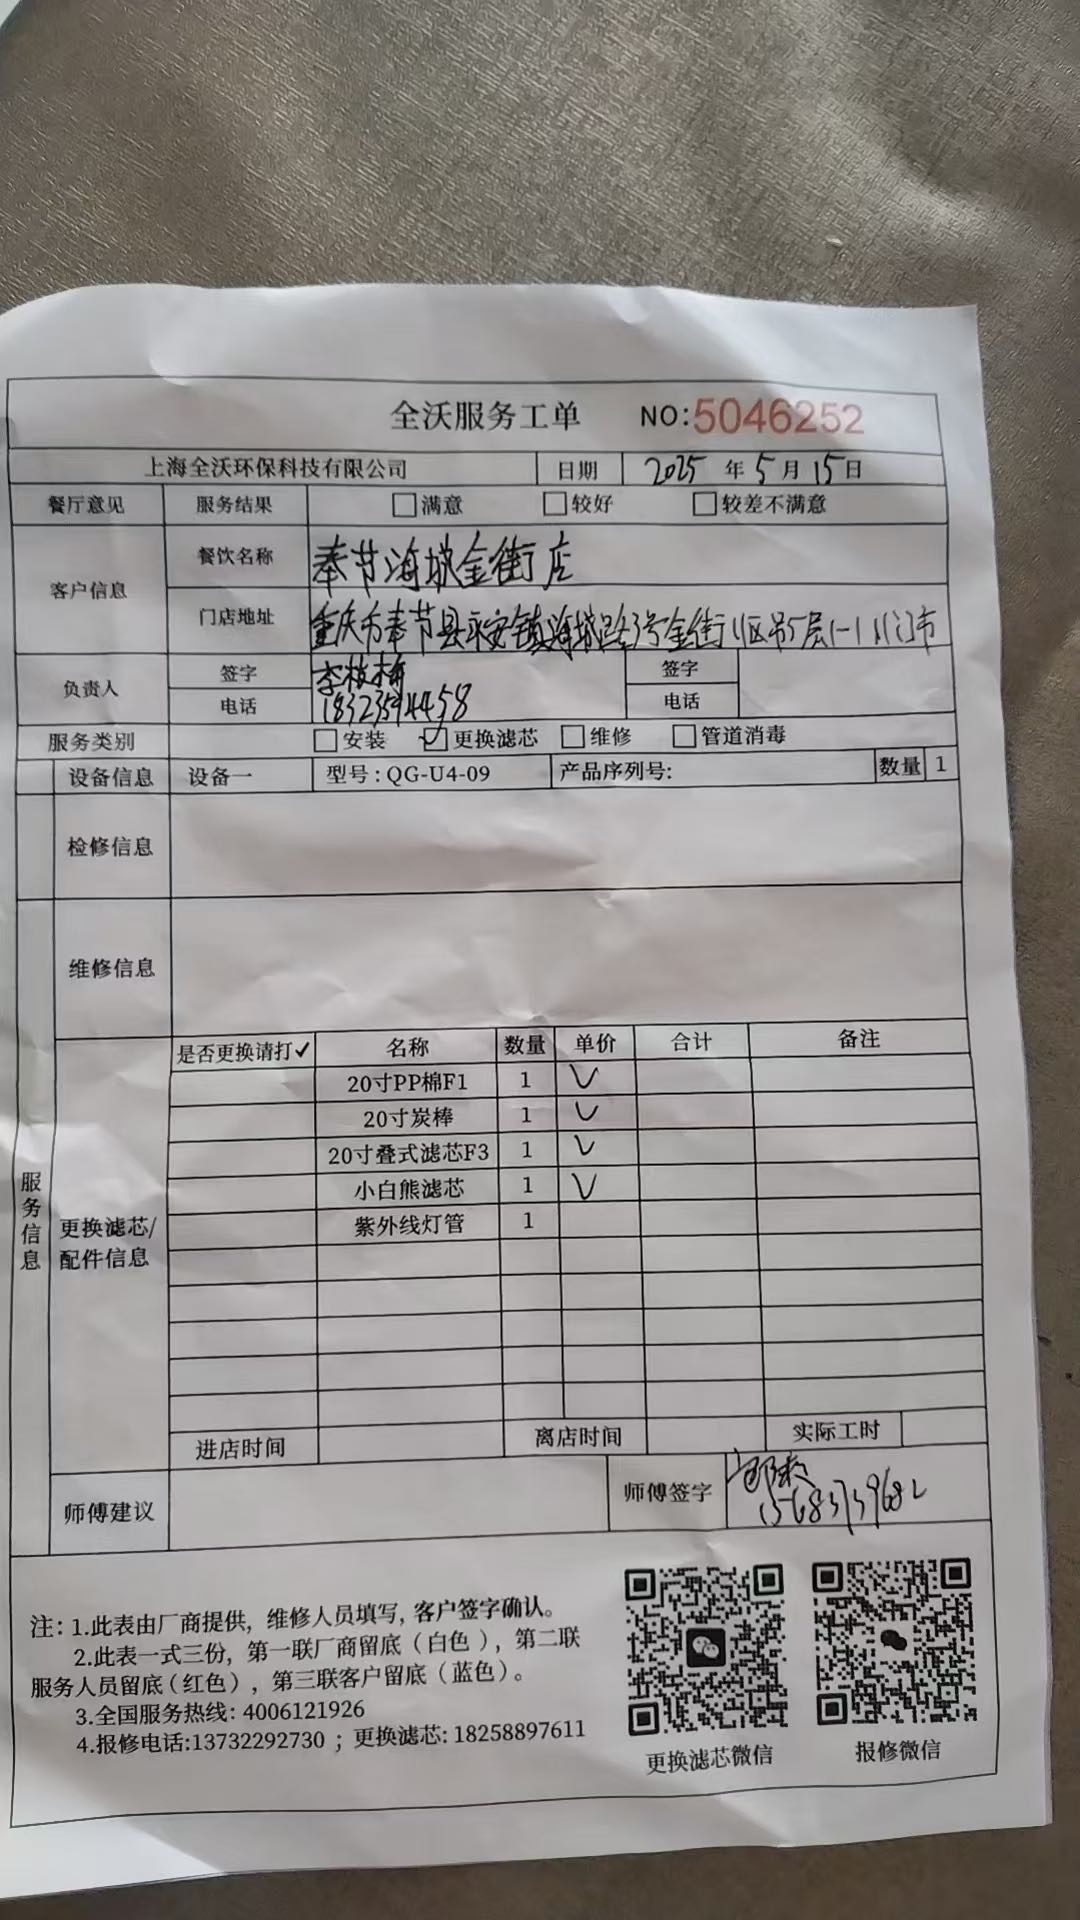 全沃服务工单 NO:5046252
上海全沃环保科技有限公司 日期 2025年5月15日
餐厅意见 服务结果 满意 较好 较差不满意
客户信息 餐饮名称 奉节海城金街店
门店地址 重庆市奉节县永安镇海城路3号金街
负责人 签字 李枝梅 签字
电话 电话
服务类别 安装 更换滤芯 维修 管道消毒
设备信息 设备一 型号:QG-U4-09 产品序列号: 数量 1
检修信息
维修信息
服务信息
更换滤芯/
配件信息
是否更换请打✓ 名称 数量 单价 合计 备注
20寸PP棉F1 1 ✓
20寸炭棒 1 ✓
20寸叠式滤芯F3 1 ✓
小白熊滤芯 1 ✓
紫外线灯管 1
进店时间 离店时间 实际工时
师傅建议 师傅签字
注: 1.此表由厂商提供, 维修人员填写, 客户签字确认。
2.此表一式三份, 第一联厂商留底(白色), 第二联
服务人员留底(红色), 第三联客户留底(蓝色)。
3.全国服务热线: 4006121926
4.报修电话:13732292730 ; 更换滤芯: 18258897611
更换滤芯微信 报修微信